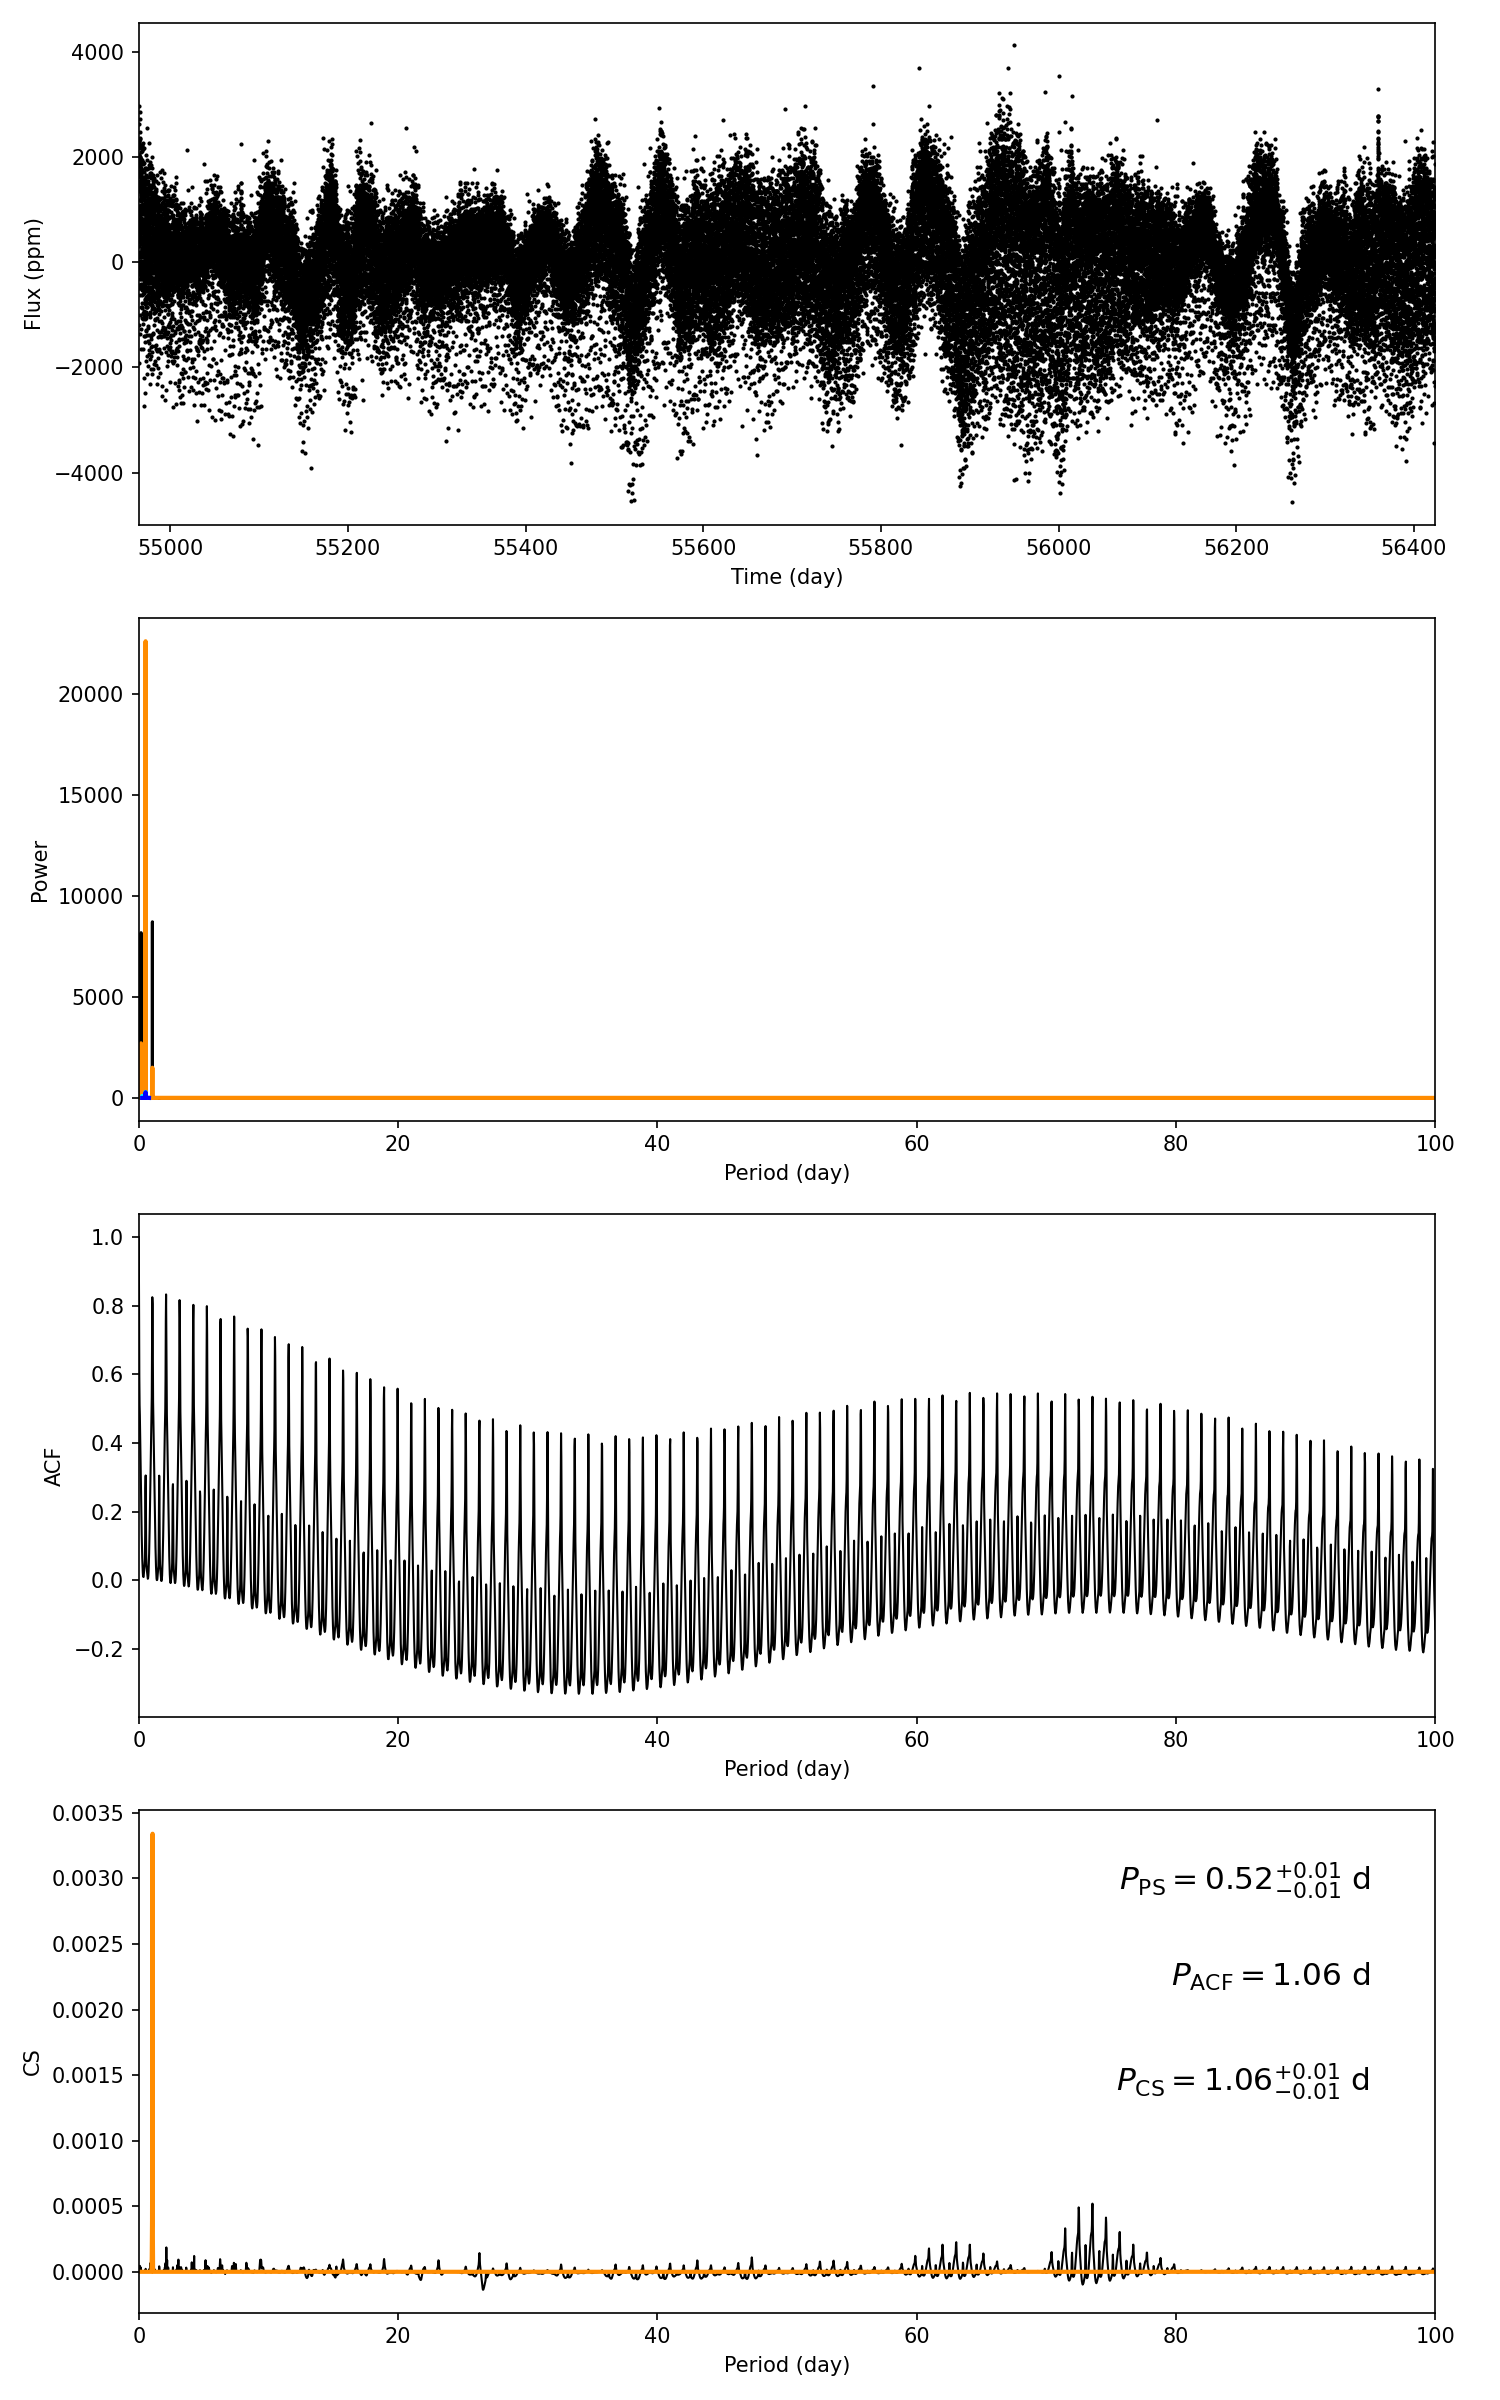 4000
2000
0
−2000
−4000
Flux (ppm)
55000 55200 55400 55600 55800 56000 56200 56400
Time (day)
20000
15000
10000
5000
0
Power
0 20 40 60 80 100
Period (day)
1.0
0.8
0.6
0.4
0.2
0.0
−0.2
ACF
0 20 40 60 80 100
Period (day)
0.0035
0.0030
0.0025
0.0020
0.0015
0.0010
0.0005
0.0000
CS
P_PS = 0.52 +0.01 −0.01 d
P_ACF = 1.06 d
P_CS = 1.06 +0.01 −0.01 d
0 20 40 60 80 100
Period (day)